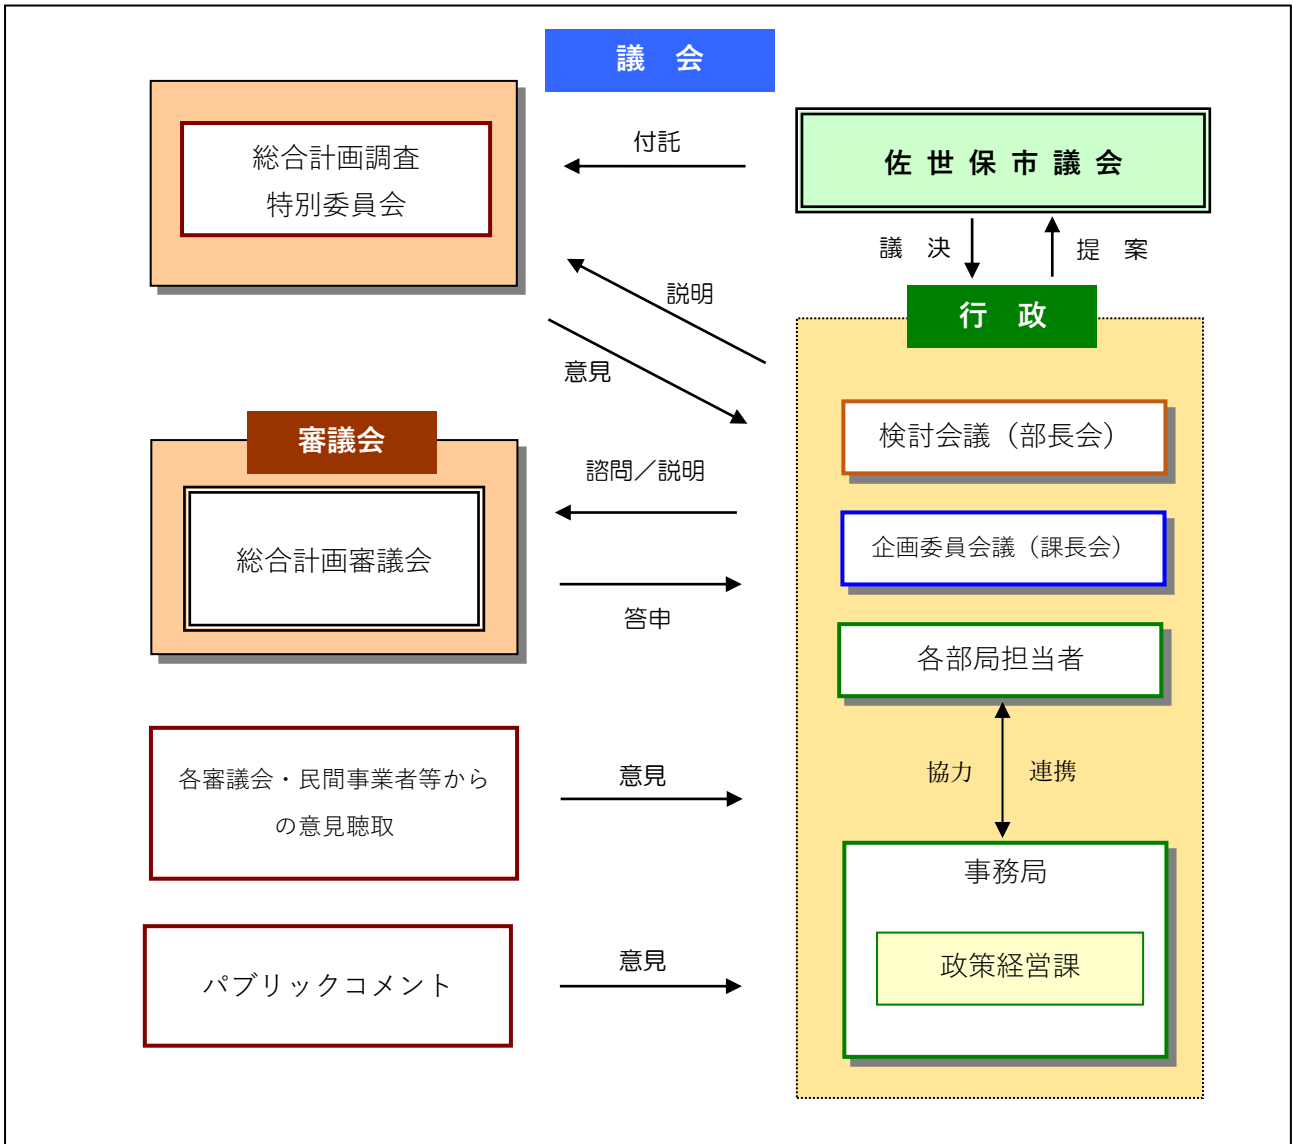 議　会
総合計画調査
特別委員会
付託
佐世保市議会
議　決
提　案
説明
意見
行　政
審議会
総合計画審議会
諮問／説明
答申
検討会議（部長会）
企画委員会議（課長会）
各部局担当者
協力
連携
各審議会・民間事業者等から
の意見聴取
意見
事務局
政策経営課
パブリックコメント
意見